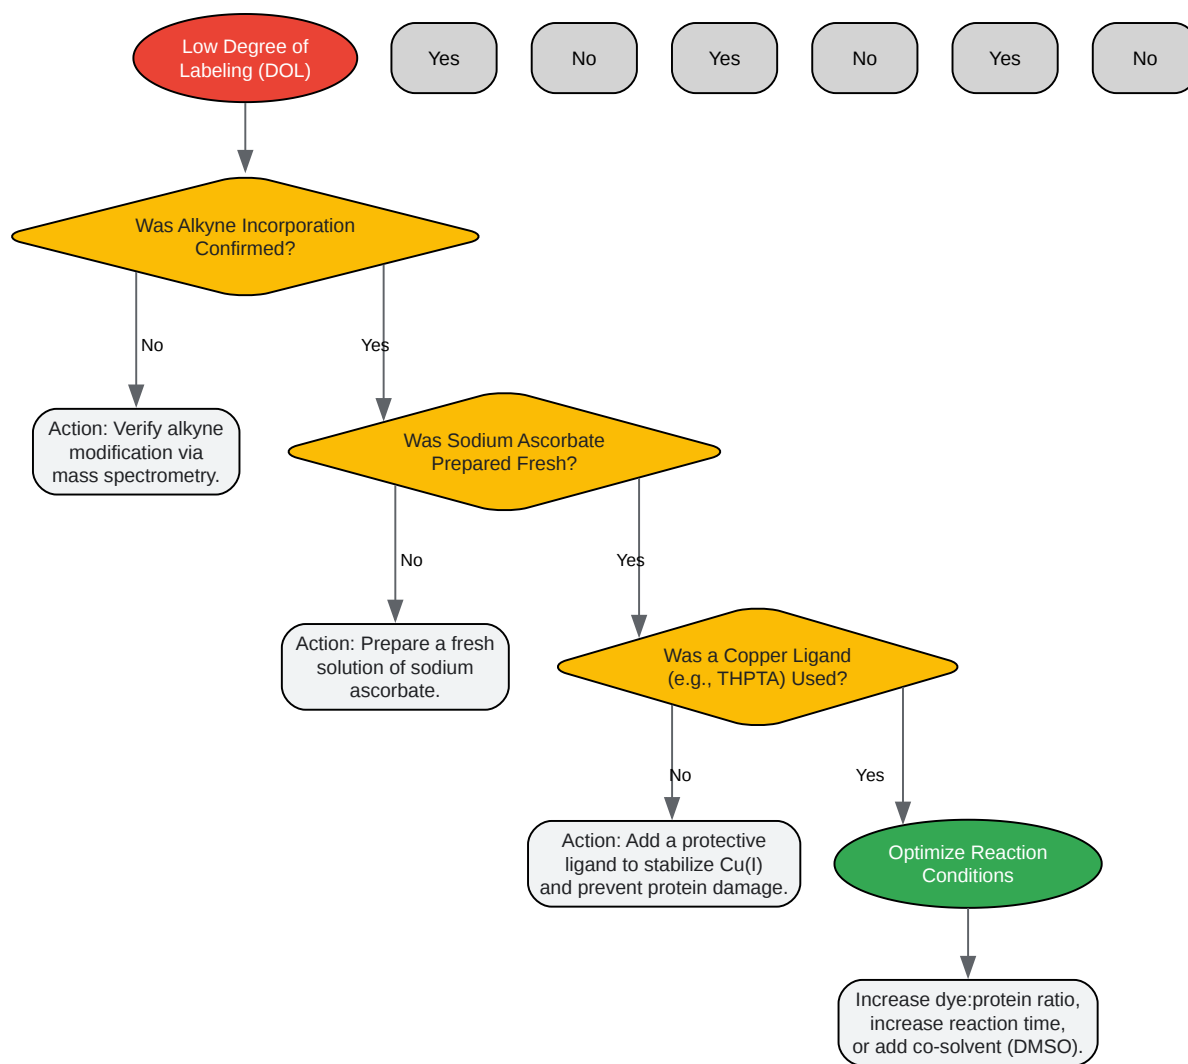 Low Degree of
Labeling (DOL)
Yes
No
Yes
No
Yes
No
Was Alkyne Incorporation
Confirmed?
No
Yes
Action: Verify alkyne
modification via
mass spectrometry.
Was Sodium Ascorbate
Prepared Fresh?
No
Yes
Action: Prepare a fresh
solution of sodium
ascorbate.
Was a Copper Ligand
(e.g., THPTA) Used?
No
Yes
Action: Add a protective
ligand to stabilize Cu(I)
and prevent protein damage.
Optimize Reaction
Conditions
Increase dye:protein ratio,
increase reaction time,
or add co-solvent (DMSO).